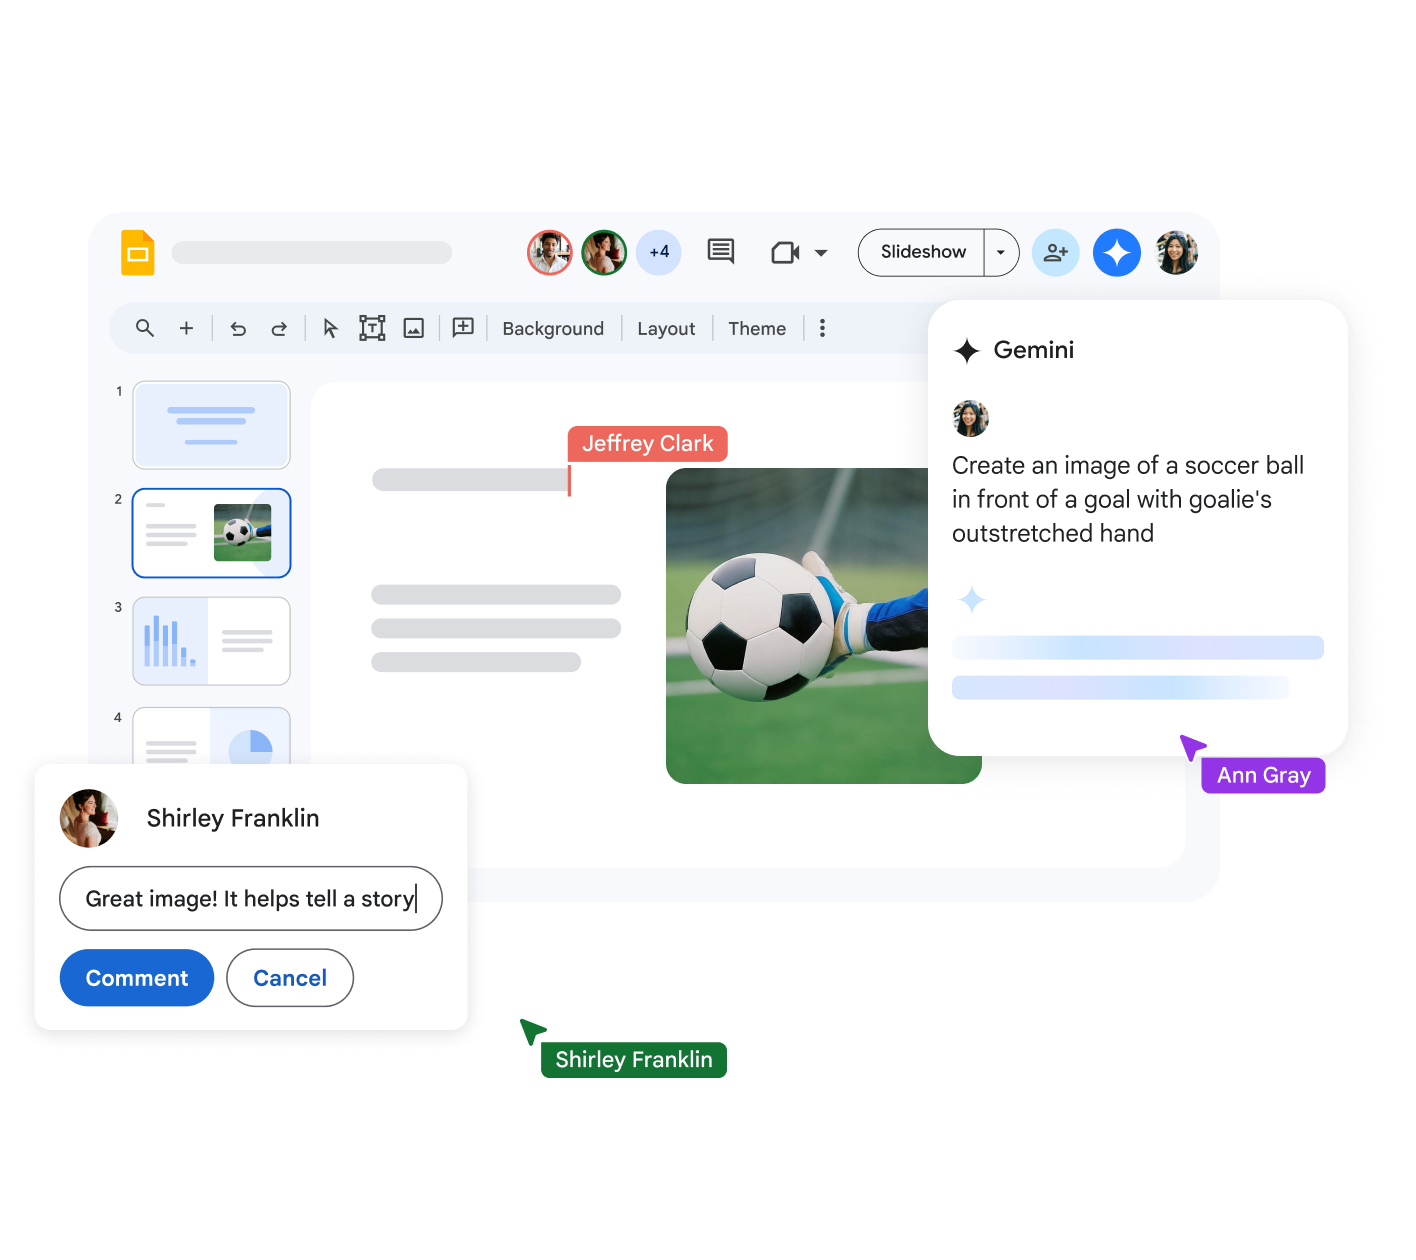 +4
Slideshow
Background
Layout
Theme
1
2
3
4
Jeffrey Clark
Gemini
Create an image of a soccer ball
in front of a goal with goalie's
outstretched hand
Ann Gray
Shirley Franklin
Great image! It helps tell a story
Comment
Cancel
Shirley Franklin